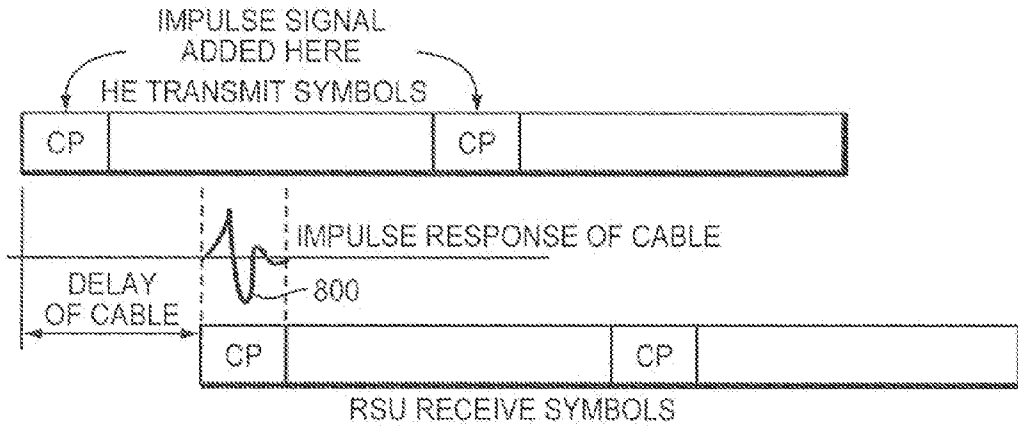 IMPULSE SIGNAL
ADDED HERE
HE TRANSMIT SYMBOLS
CP
CP
IMPULSE RESPONSE OF CABLE
800
DELAY
OF CABLE
CP
CP
RSU RECEIVE SYMBOLS